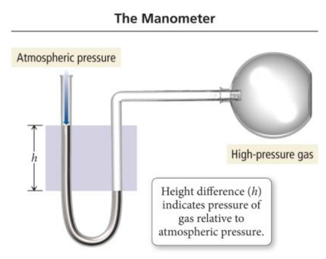 The Manometer
Atmospheric pressure
h
High-pressure gas
Height difference (h)
indicates pressure of
gas relative to
atmospheric pressure.